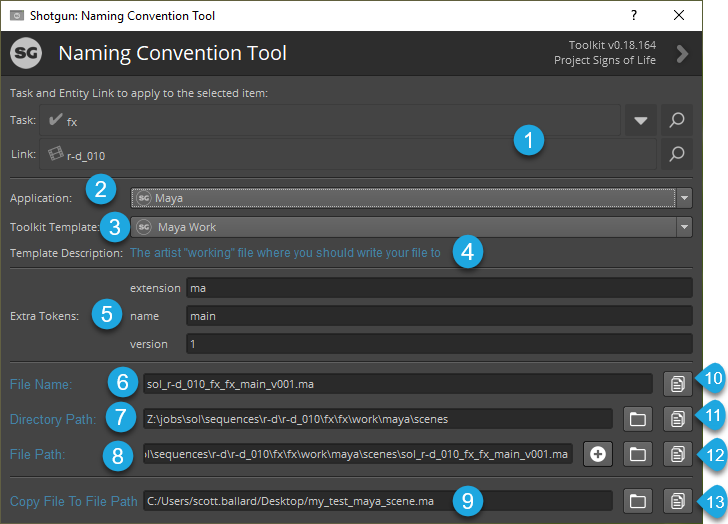 Shotgun: Naming Convention Tool ?
SG Naming Convention Tool
Toolkit v0.18.164
Project Signs of Life
Task and Entity Link to apply to the selected item:
Task: fx
1
Link: r-d_010
Application: 2 SG Maya
Toolkit Template: 3 SG Maya Work
Template Description: The artist "working" file where you should write your file to 4
extension ma
Extra Tokens: 5 name main
version 1
File Name: 6 sol_r-d_010_fx_fx_main_v001.ma 10
Directory Path: 7 Z:\jobs\sol\sequences\r-d\r-d_010\fx\fx\work\maya\scenes 11
File Path: 8 ol\sequences\r-d\r-d_010\fx\fx\work\maya\scenes\sol_r-d_010_fx_fx_main_v001.ma 12
Copy File To File Path C:/Users/scott.ballard/Desktop/my_test_maya_scene.ma 9 13